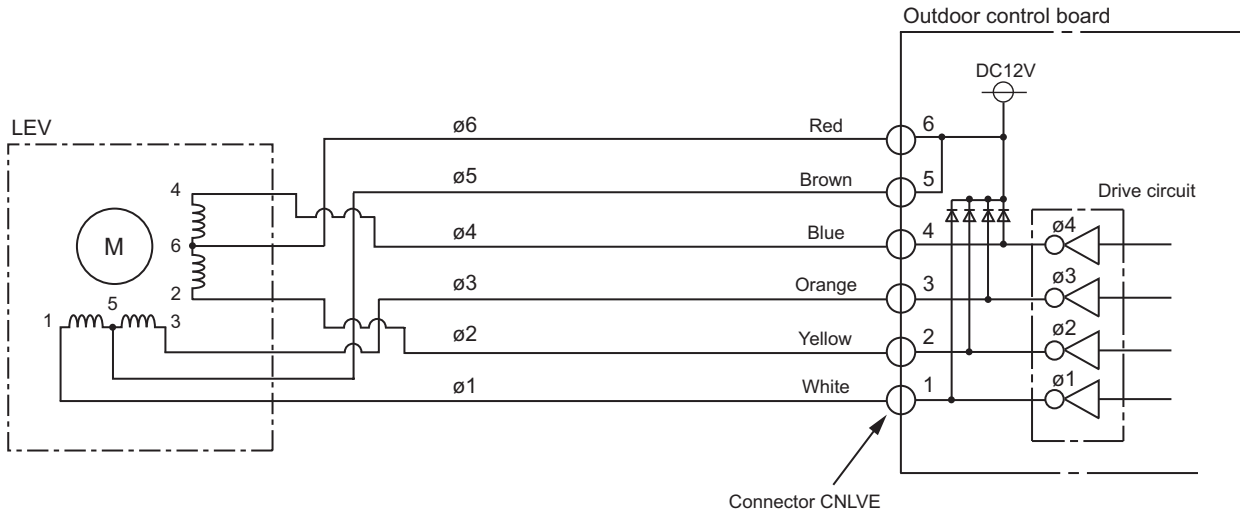 Outdoor control board
DC12V
LEV
ø6 Red 6
4
ø5 Brown 5
Drive circuit
M
6
ø4 Blue 4 ø4
2
ø3 Orange 3 ø3
1 5 3
ø2 Yellow 2 ø2
ø1 White 1 ø1
Connector CNLVE